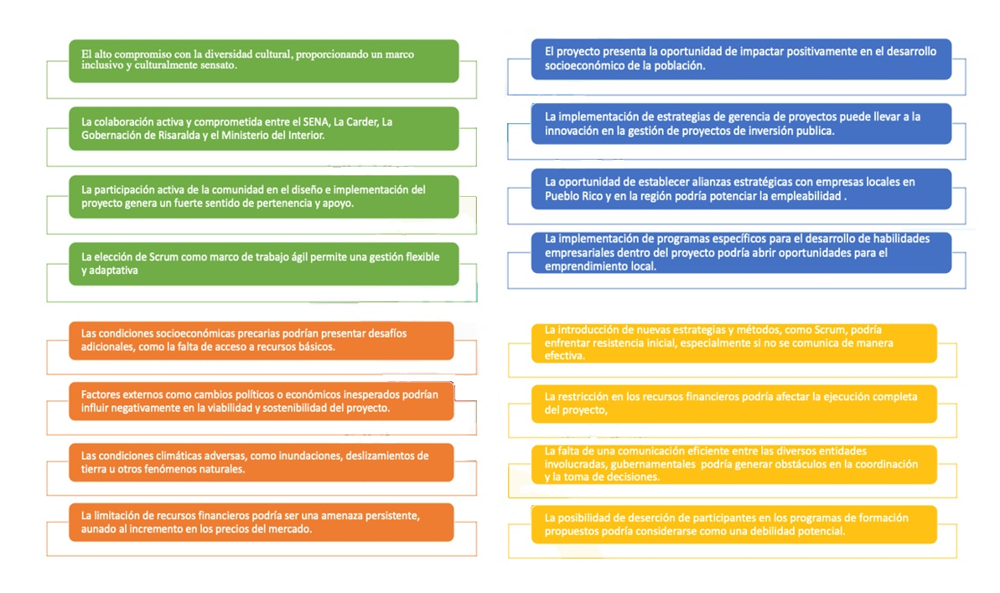 El alto compromiso con la diversidad cultural, proporcionando un marco
inclusivo y culturalmente sensato.
La colaboración activa y comprometida entre el SENA, La Carder, La
Gobernación de Risaralda y el Ministerio del Interior.
La participación activa de la comunidad en el diseño e implementación del
proyecto genera un fuerte sentido de pertenencia y apoyo.
La elección de Scrum como marco de trabajo ágil permite una gestión flexible
y adaptativa
El proyecto presenta la oportunidad de impactar positivamente en el desarrollo
socioeconómico de la población.
La implementación de estrategias de gerencia de proyectos puede llevar a la
innovación en la gestión de proyectos de inversión publica.
La oportunidad de establecer alianzas estratégicas con empresas locales en
Pueblo Rico y en la región podría potenciar la empleabilidad .
La implementación de programas específicos para el desarrollo de habilidades
empresariales dentro del proyecto podría abrir oportunidades para el
emprendimiento local.
Las condiciones socioeconómicas precarias podrían presentar desafíos
adicionales, como la falta de acceso a recursos básicos.
Factores externos como cambios políticos o económicos inesperados podrían
influir negativamente en la viabilidad y sostenibilidad del proyecto.
Las condiciones climáticas adversas, como inundaciones, deslizamientos de
tierra u otros fenómenos naturales.
La limitación de recursos financieros podría ser una amenaza persistente,
aunado al incremento en los precios del mercado.
La introducción de nuevas estrategias y métodos, como Scrum, podría
enfrentar resistencia inicial, especialmente si no se comunica de manera
efectiva.
La restricción en los recursos financieros podría afectar la ejecución completa
del proyecto,
La falta de una comunicación eficiente entre las diversos entidades
involucradas, gubernamentales  podría generar obstáculos en la coordinación
y la toma de decisiones.
La posibilidad de deserción de participantes en los programas de formación
propuestos podría considerarse como una debilidad potencial.